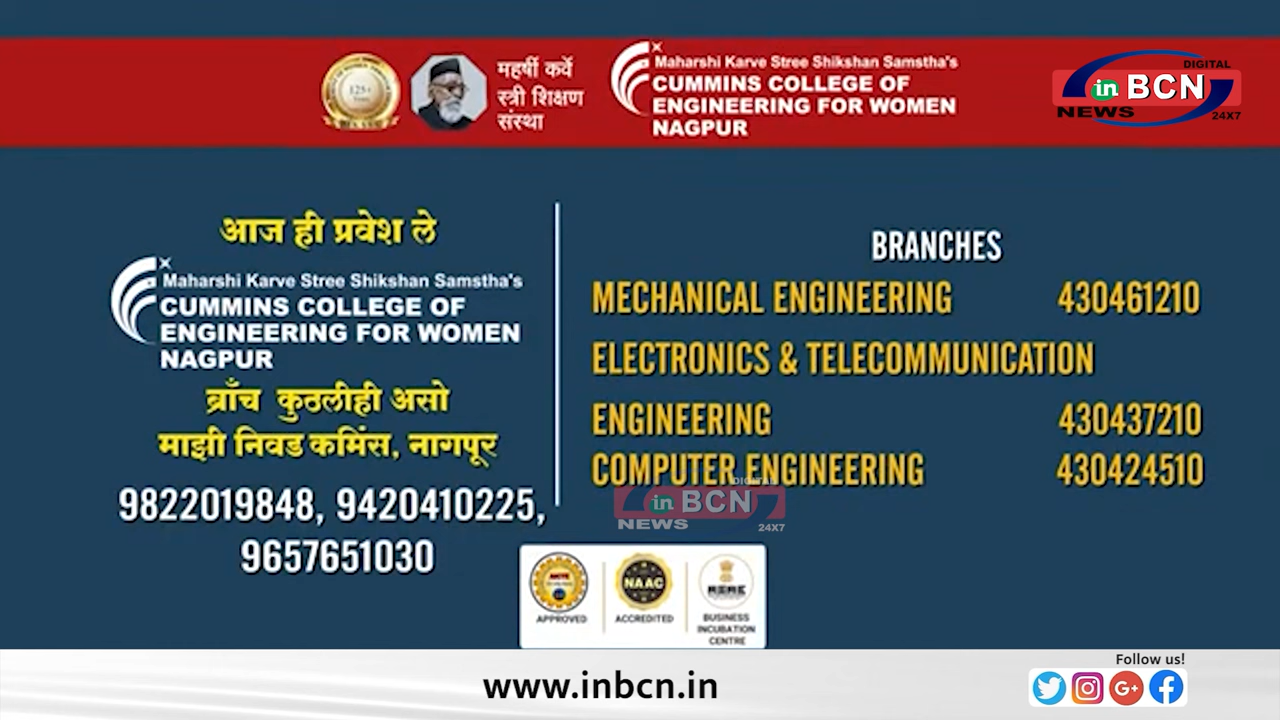 125+
महर्षी कर्वे
स्त्री शिक्षण
संस्था
Maharshi Karve Stree Shikshan Samstha's
CUMMINS COLLEGE OF
ENGINEERING FOR WOMEN
NAGPUR
DIGITAL
in BCN
NEWS
24X7
आज ही प्रवेश ले
Maharshi Karve Stree Shikshan Samstha's
CUMMINS COLLEGE OF
ENGINEERING FOR WOMEN
NAGPUR
ब्राँच कुठलीही असो
माझी निवड कमिंस, नागपूर
9822019848, 9420410225,
9657651030
BRANCHES
MECHANICAL ENGINEERING 430461210
ELECTRONICS & TELECOMMUNICATION
ENGINEERING 430437210
COMPUTER ENGINEERING 430424510
DIGITAL
in BCN
NEWS
24X7
APPROVED
NAAC
ACCREDITED
BUSINESS
INCUBATION
CENTRE
www.inbcn.in
Follow us!